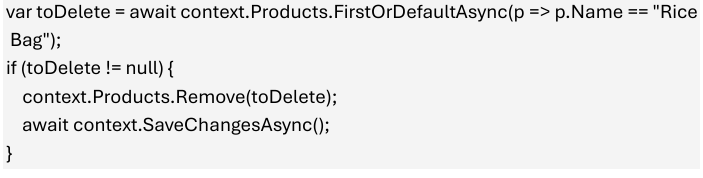 var toDelete = await context.Products.FirstOrDefaultAsync(p => p.Name == "Rice
Bag");
if (toDelete != null) {
context.Products.Remove(toDelete);
await context.SaveChangesAsync();
}